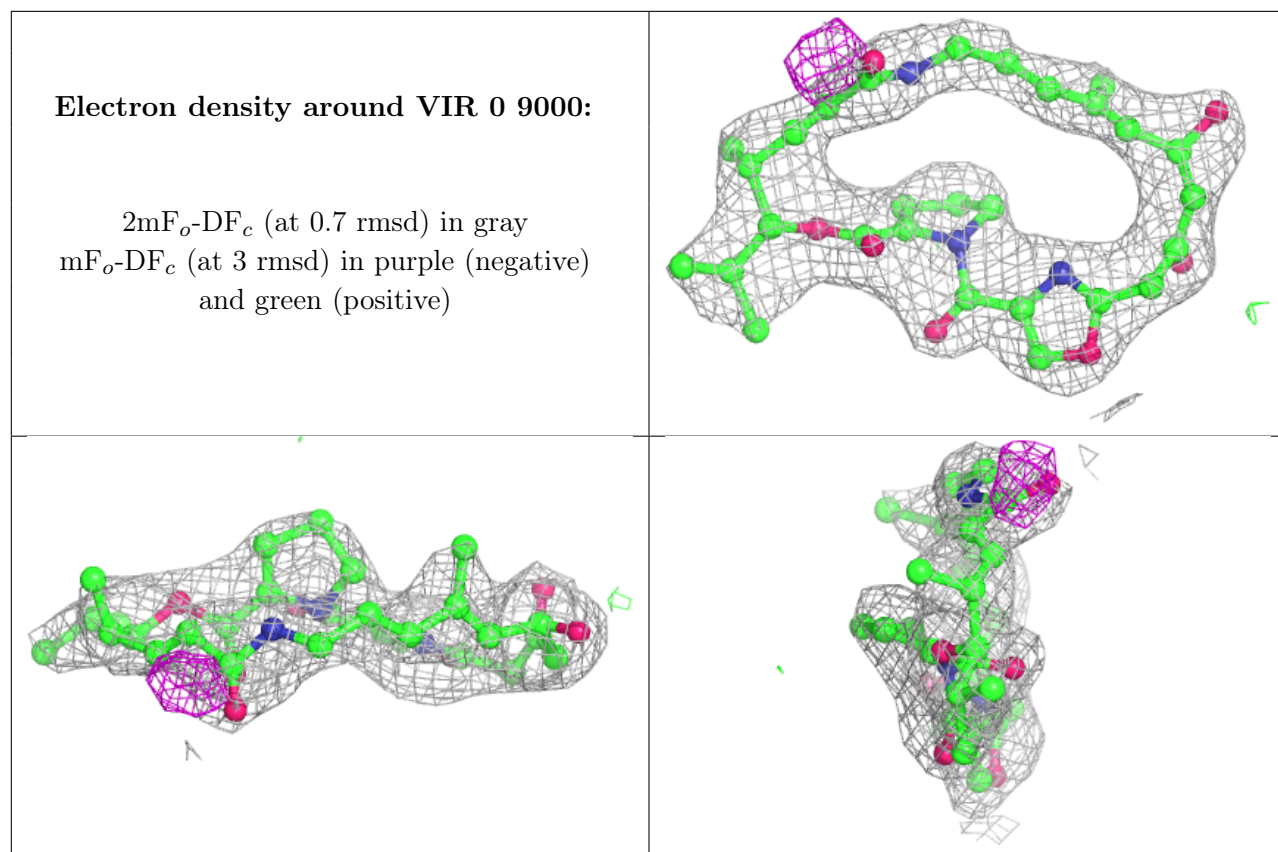 Electron density around VIR 0 9000:
2mFo-DFc (at 0.7 rmsd) in gray
mFo-DFc (at 3 rmsd) in purple (negative)
and green (positive)